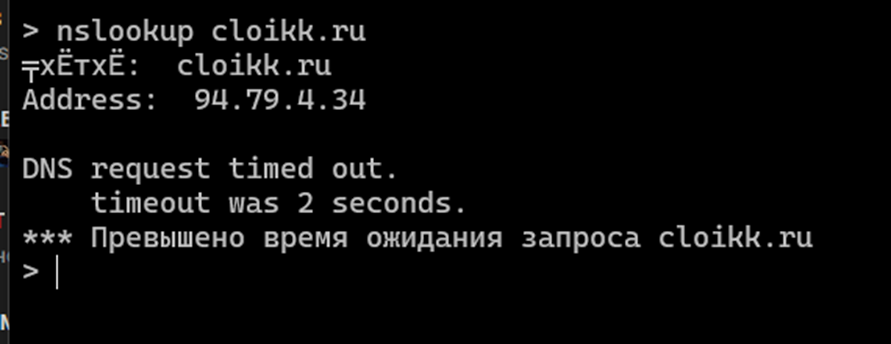 > nslookup cloikk.ru
╤хЁтхЁ:  cloikk.ru
Address:  94.79.4.34

DNS request timed out.
    timeout was 2 seconds.
*** Превышено время ожидания запроса cloikk.ru
>